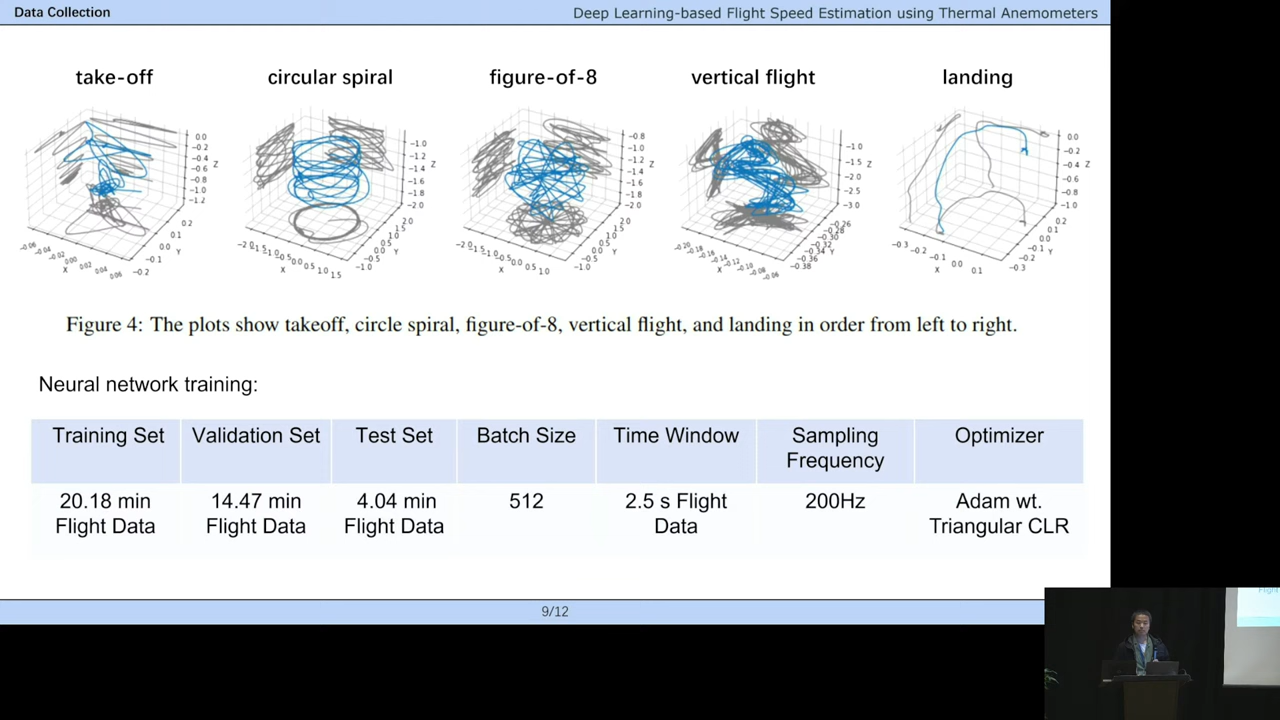 Data Collection
Deep Learning-based Flight Speed Estimation using Thermal Anemometers
take-off
circular spiral
figure-of-8
vertical flight
landing
Figure 4: The plots show takeoff, circle spiral, figure-of-8, vertical flight, and landing in order from left to right.
Neural network training:
Training Set
Validation Set
Test Set
Batch Size
Time Window
Sampling
Frequency
Optimizer
20.18 min
Flight Data
14.47 min
Flight Data
4.04 min
Flight Data
512
2.5 s Flight
Data
200Hz
Adam wt.
Triangular CLR
9/12
Flight